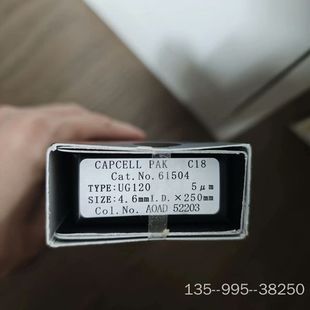 CAPCELL PAK C18
Cat.No.61504
TYPE:UG120 5μm
SIZE:4.6mmI.D.×250mm
Col.No. AOAD 52203
135--995--38250